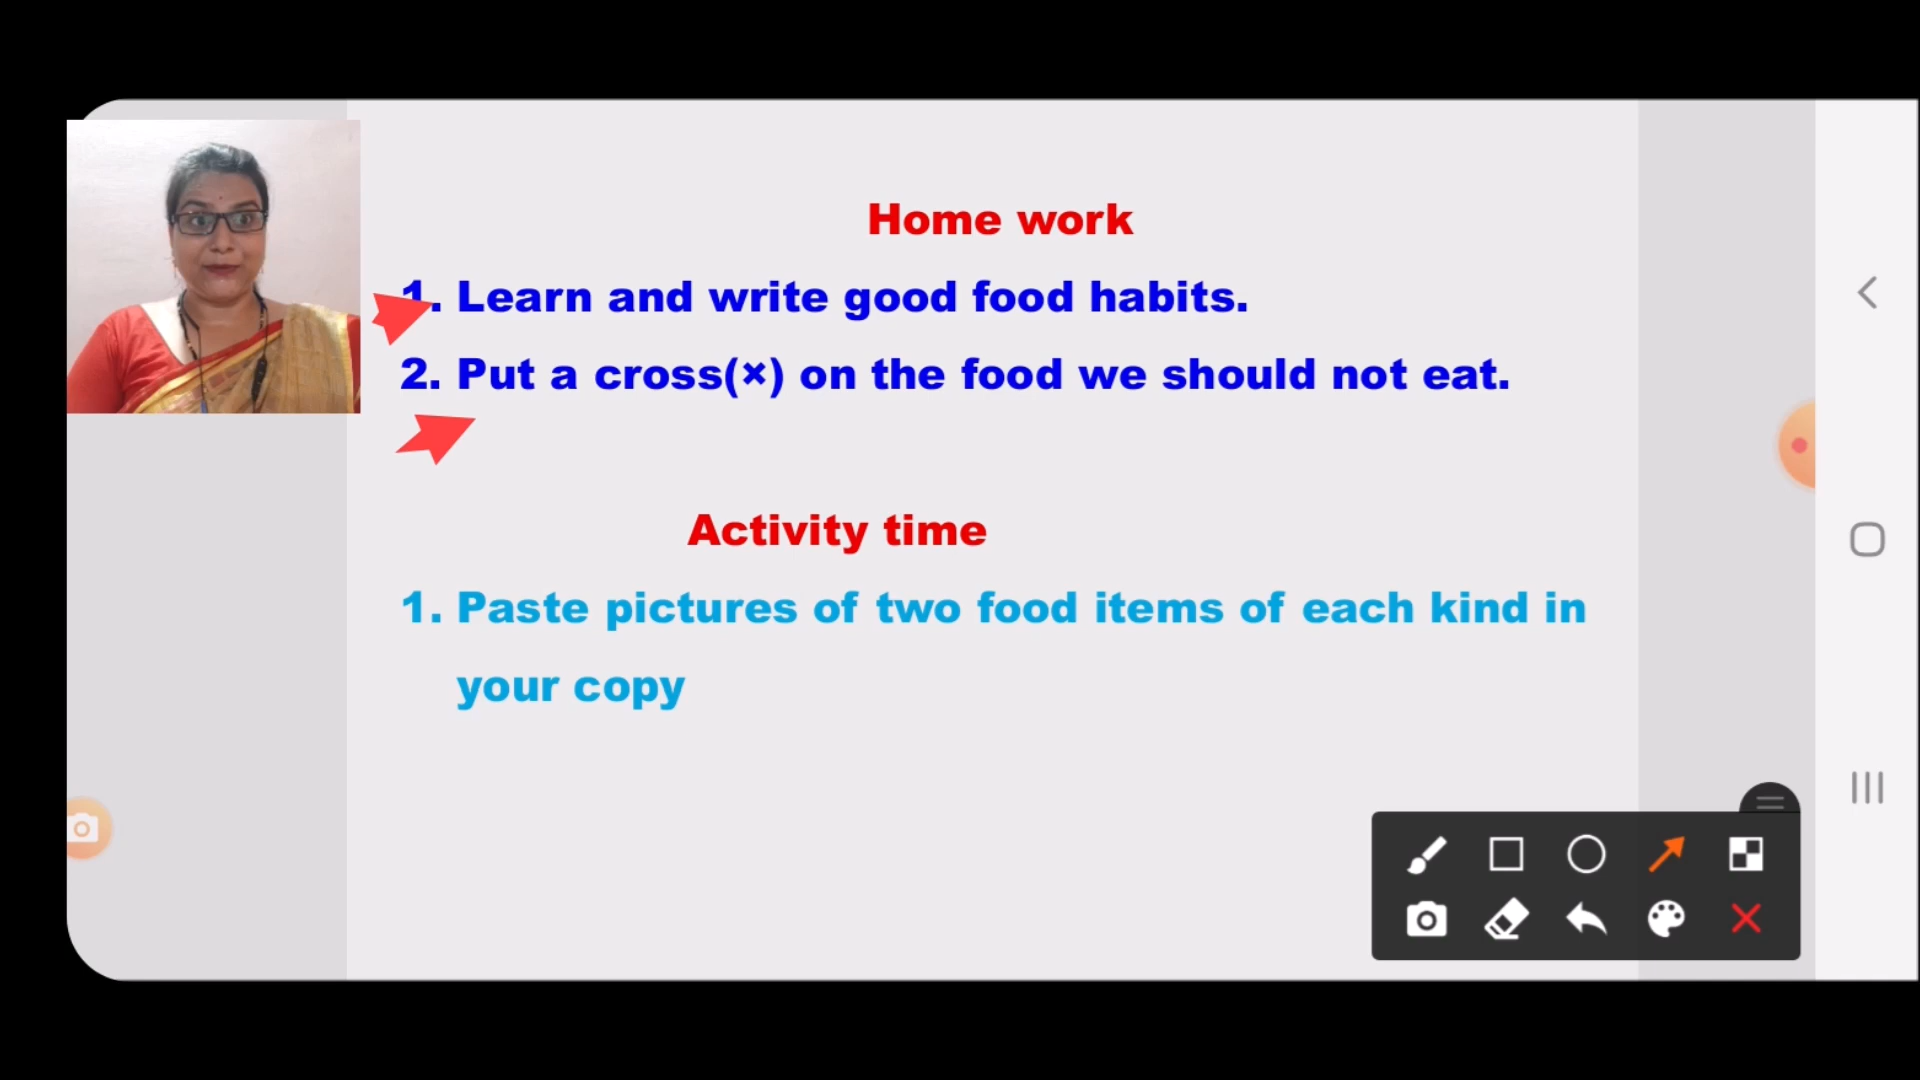 Home work
1. Learn and write good food habits.
2. Put a cross(×) on the food we should not eat.
Activity time
1. Paste pictures of two food items of each kind in
your copy